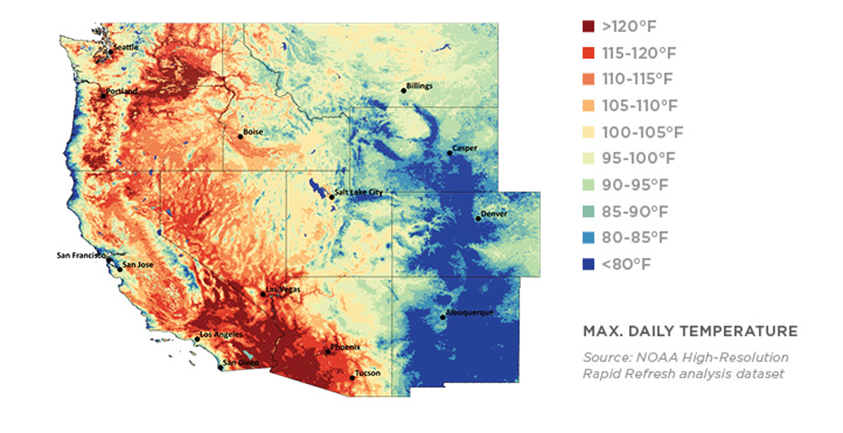 Seattle
Portland
Billings
Boise
Casper
Salt Lake City
Denver
San Francisco
San Jose
Las Vegas
Albuquerque
Los Angeles
Phoenix
San Diego
Tucson
>120°F
115-120°F
110-115°F
105-110°F
100-105°F
95-100°F
90-95°F
85-90°F
80-85°F
<80°F
MAX. DAILY TEMPERATURE
Source: NOAA High-Resolution
Rapid Refresh analysis dataset